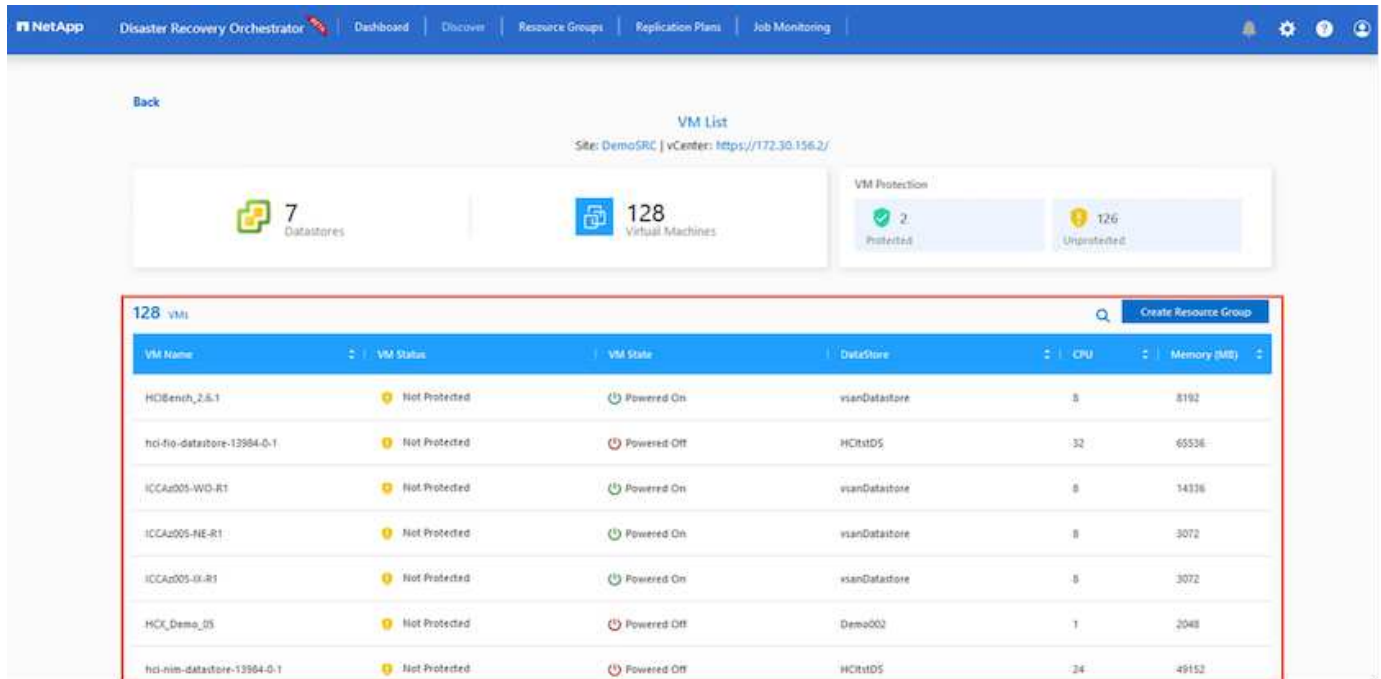 NetApp Disaster Recovery Orchestrator Dashboard Discover Resource Groups Replication Plans Job Monitoring
Back
VM List
Site: DemoSRC | vCenter: https://172.30.156.2/
VM Protection
7 128 2 126
Datastores Virtual Machines Protected Unprotected
128 VMs Create Resource Group
VM Name VM Status VM State DataStore CPU Memory (MB)
HCIBench_2.6.1 Not Protected Powered On vsanDatastore 8 8192
hci-fio-datastore-13984-0-1 Not Protected Powered Off HCItstDS 32 65536
ICCAz005-WO-R1 Not Protected Powered On vsanDatastore 8 14336
ICCAz005-NE-R1 Not Protected Powered On vsanDatastore 8 3072
ICCAz005-IX-R1 Not Protected Powered On vsanDatastore 8 3072
HCX_Demo_05 Not Protected Powered Off Demo002 1 2048
hci-nim-datastore-13984-0-1 Not Protected Powered Off HCItstDS 24 49152